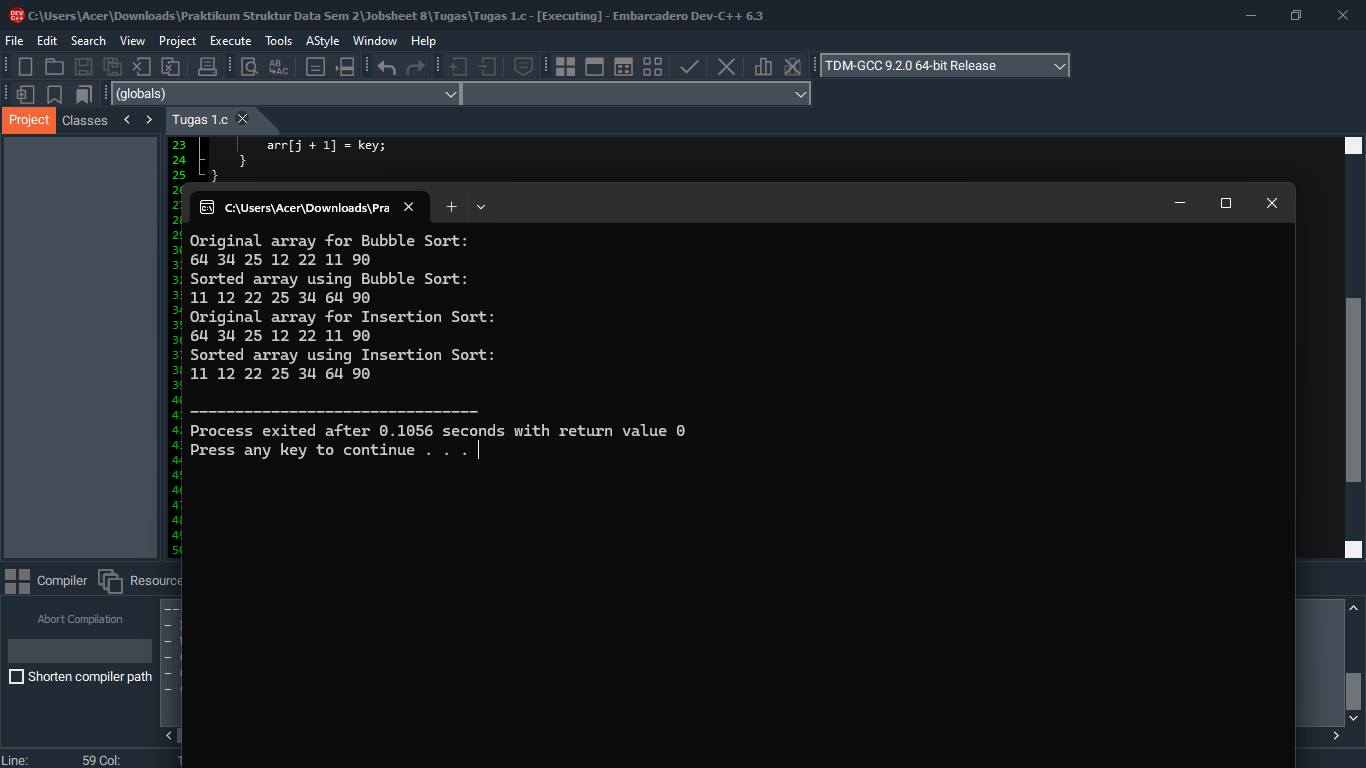 C:\Users\Acer\Downloads\Praktikum Struktur Data Sem 2\Jobsheet 8\Tugas\Tugas 1.c - [Executing] - Embarcadero Dev-C++ 6.3
File Edit Search View Project Execute Tools AStyle Window Help
TDM-GCC 9.2.0 64-bit Release
(globals)
Project Classes Tugas 1.c
23 arr[j + 1] = key;
24 }
25 }
C:\Users\Acer\Downloads\Pra
Original array for Bubble Sort:
64 34 25 12 22 11 90
Sorted array using Bubble Sort:
11 12 22 25 34 64 90
Original array for Insertion Sort:
64 34 25 12 22 11 90
Sorted array using Insertion Sort:
11 12 22 25 34 64 90
--------------------------------
Process exited after 0.1056 seconds with return value 0
Press any key to continue . . .
Compiler Resource
Abort Compilation
Shorten compiler path
Line: 59 Col: